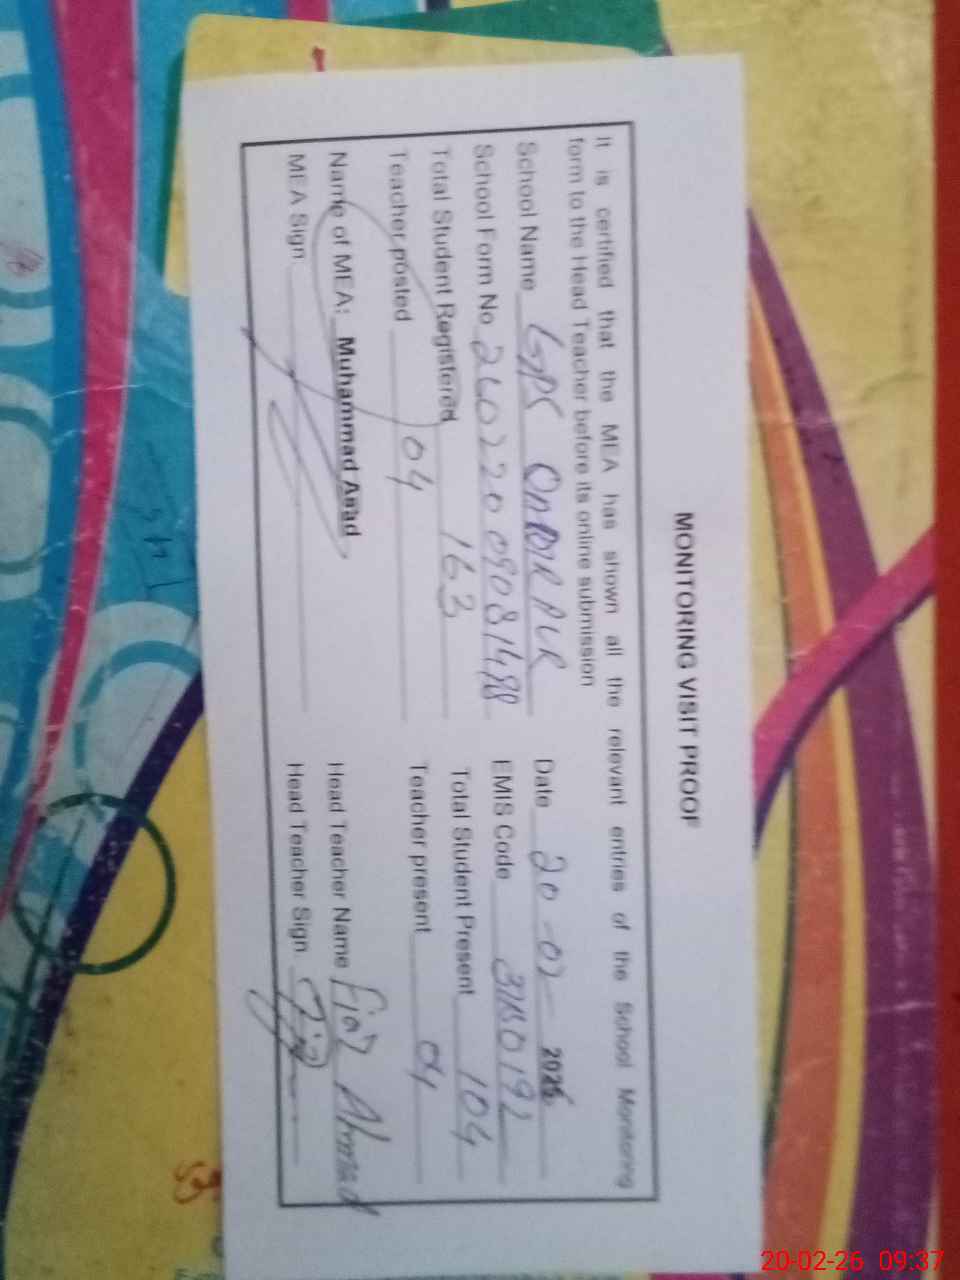 MONITORING VISIT PROOF
It is certified that the MEA has shown all the relevant entries of the School Monitoring
form to the Head Teacher before its online submission
School Name GPS Date 20-02-2026
School Form No EMIS Code
Total Student Registered 163 Total Student Present 104
Teacher posted 04 Teacher present 04
Name of MEA: Muhammad Asad Head Teacher Name Ahmad
MEA Sign Head Teacher Sign
20-02-26 09:37